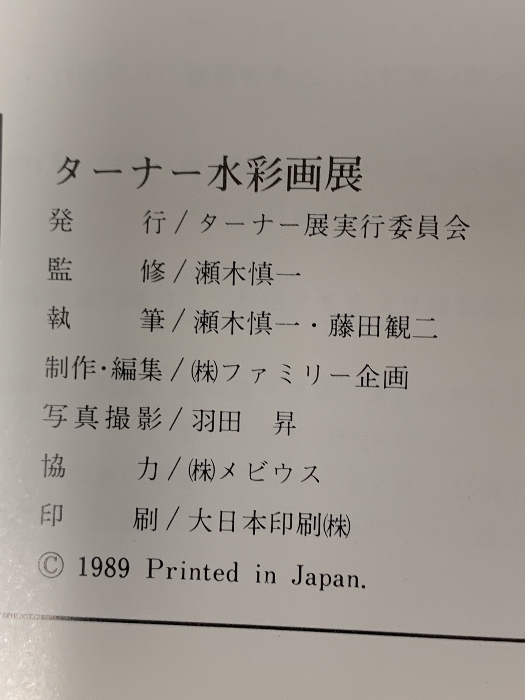 ターナー水彩画展
発　　行/ターナー展実行委員会
監　　修/瀬木慎一
執　　筆/瀬木慎一・藤田観二
制作・編集/㈱ファミリー企画
写真撮影/羽田　昇
協　　力/㈱メビウス
印　　刷/大日本印刷㈱
© 1989 Printed in Japan.